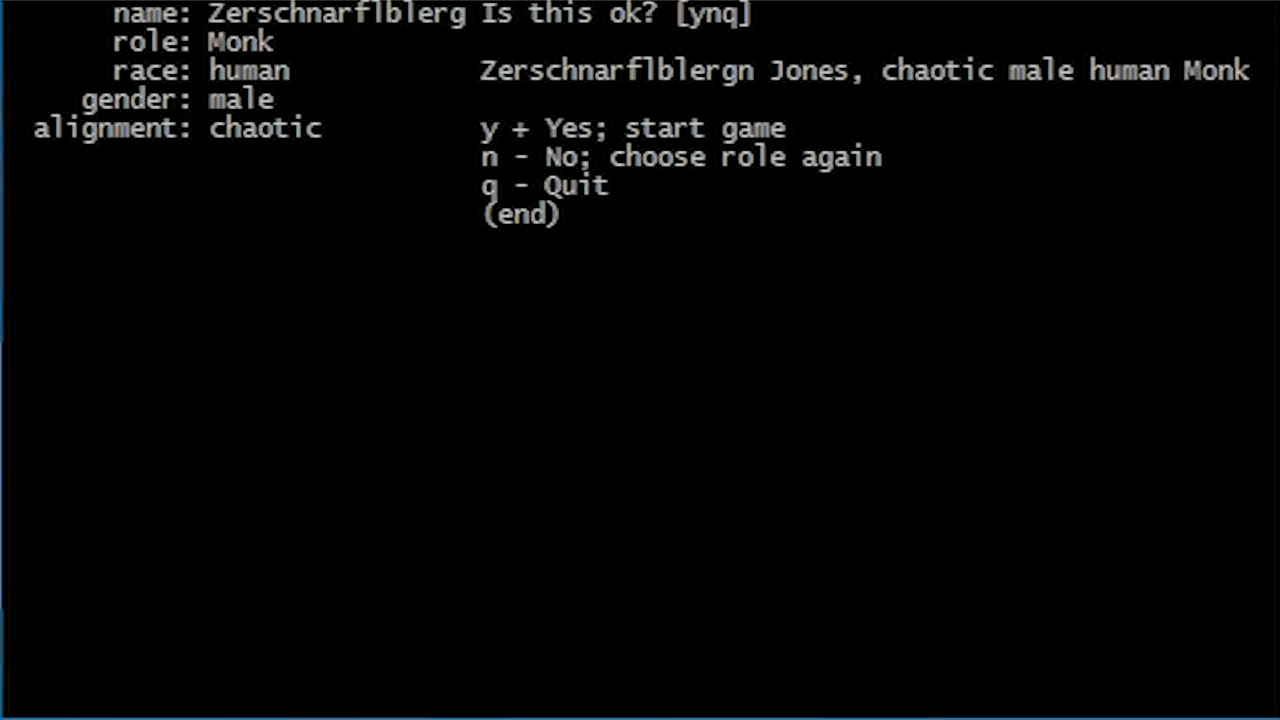 name: Zerschnarflblerg Is this ok? [ynq]
role: Monk
race: human Zerschnarflblergn Jones, chaotic male human Monk
gender: male
alignment: chaotic y + Yes; start game
n - No; choose role again
q - Quit
(end)